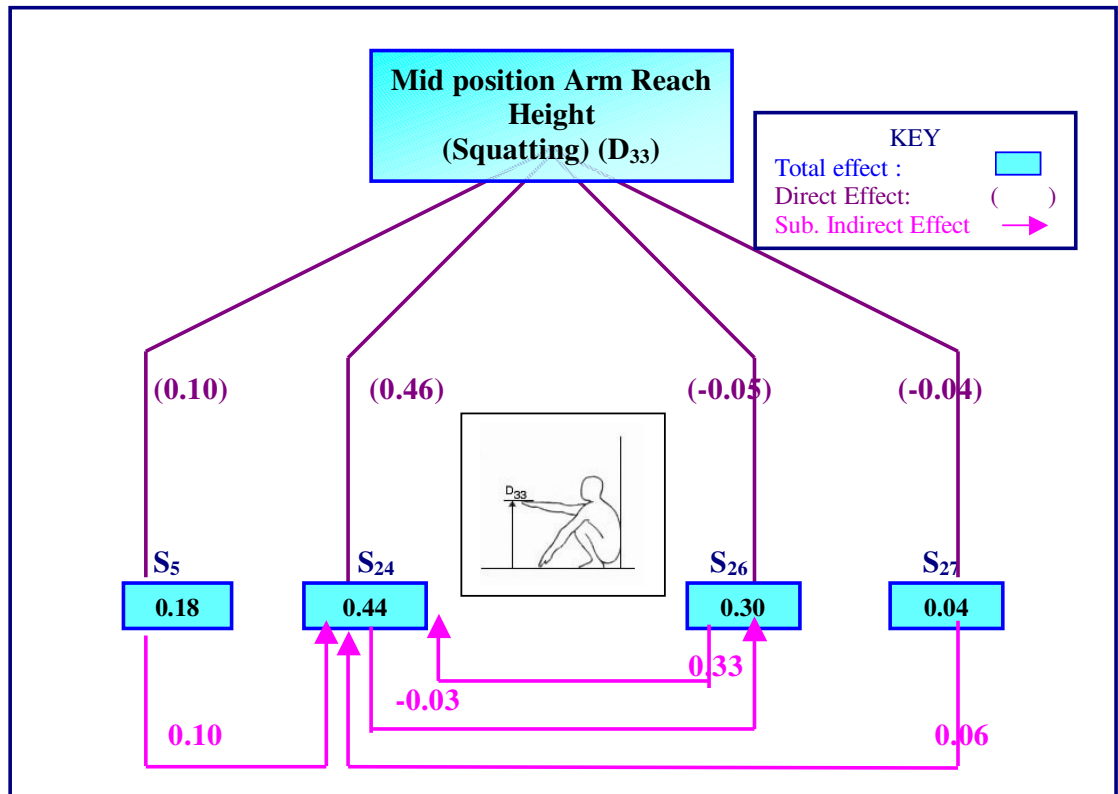 Mid position Arm Reach
Height
(Squatting) (D₃₃)
KEY
Total effect :
Direct Effect: ( )
Sub. Indirect Effect
(0.10) (0.46) (-0.05) (-0.04)
D₃₃
S₅ S₂₄ S₂₆ S₂₇
0.18 0.44 0.30 0.04
0.33
-0.03
0.10 0.06